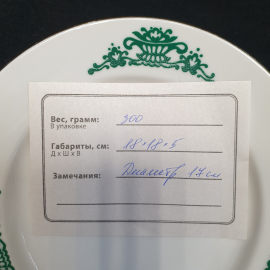 Вес, грамм: 300
В упаковке
Габариты, см: 18*18*5
Д х Ш х В
Замечания: Диаметр 17 см